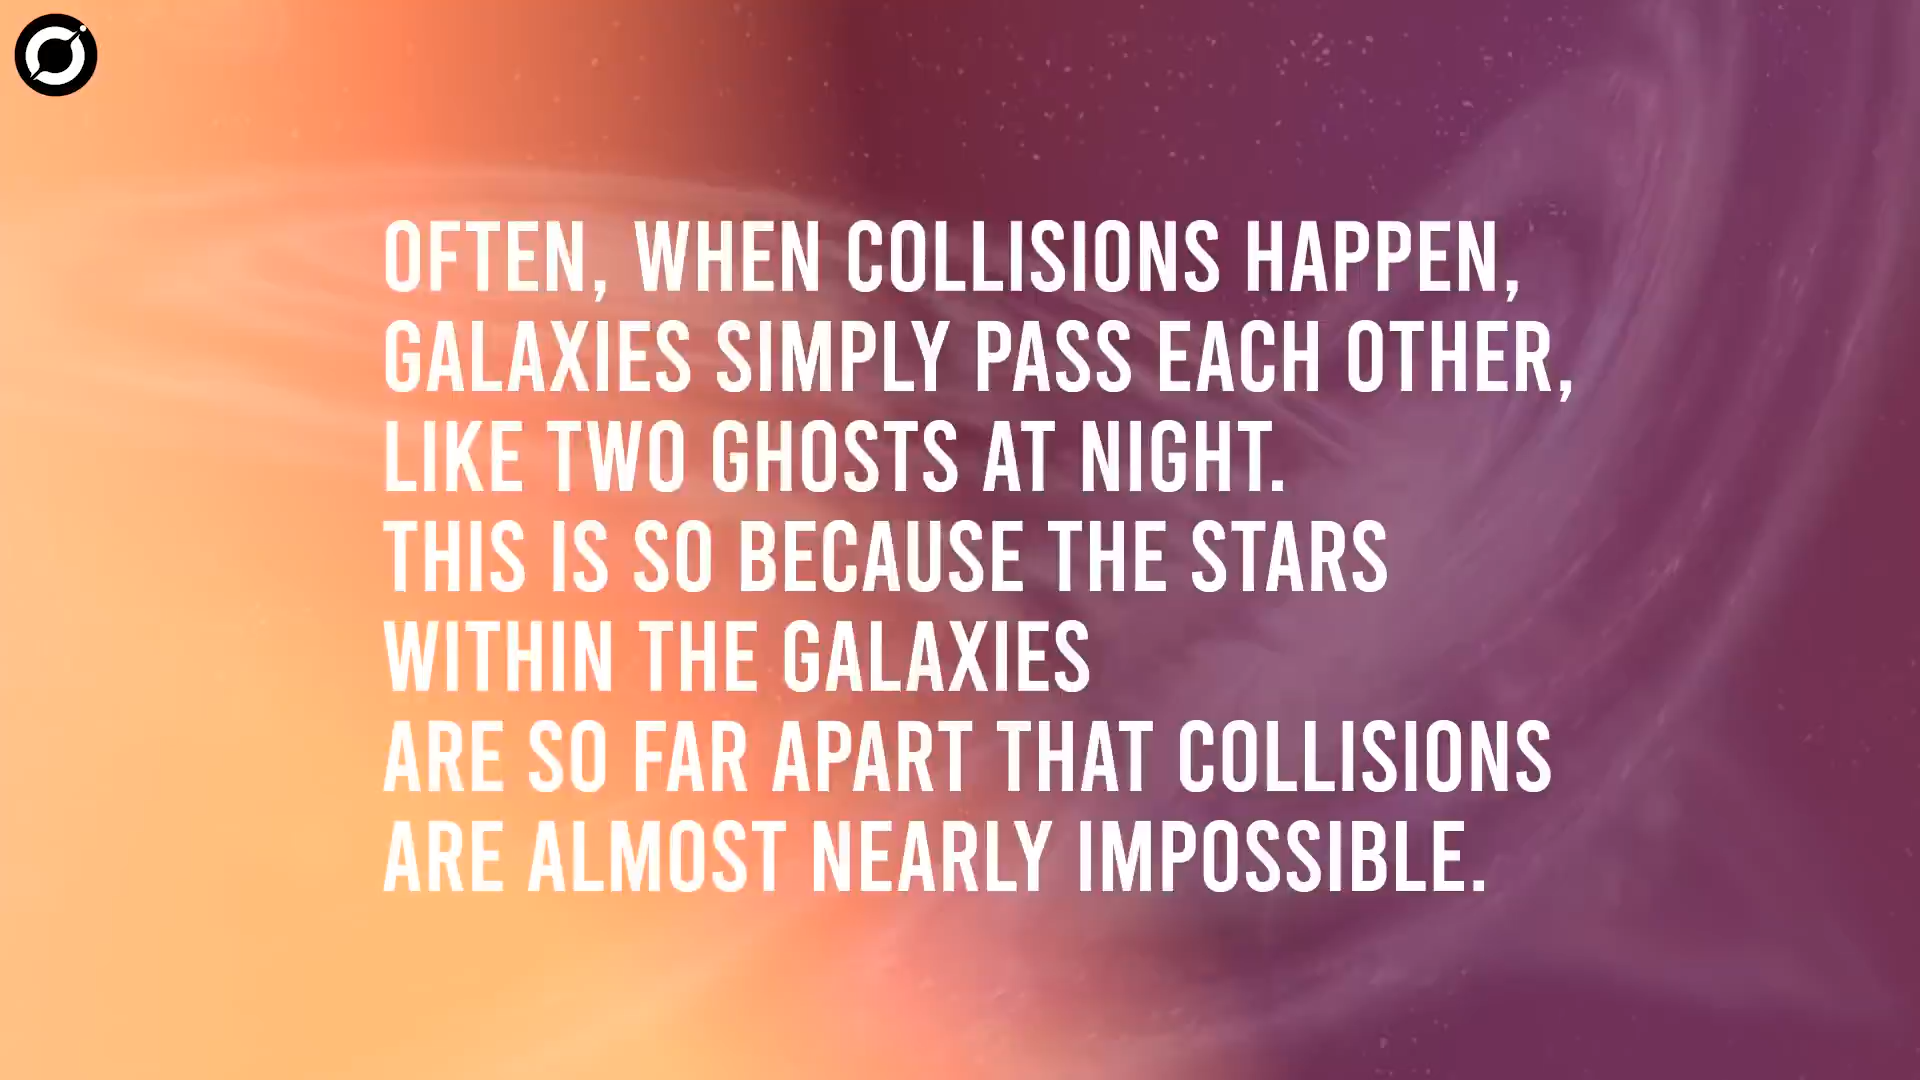 OFTEN, WHEN COLLISIONS HAPPEN,
GALAXIES SIMPLY PASS EACH OTHER,
LIKE TWO GHOSTS AT NIGHT.
THIS IS SO BECAUSE THE STARS
WITHIN THE GALAXIES
ARE SO FAR APART THAT COLLISIONS
ARE ALMOST NEARLY IMPOSSIBLE.